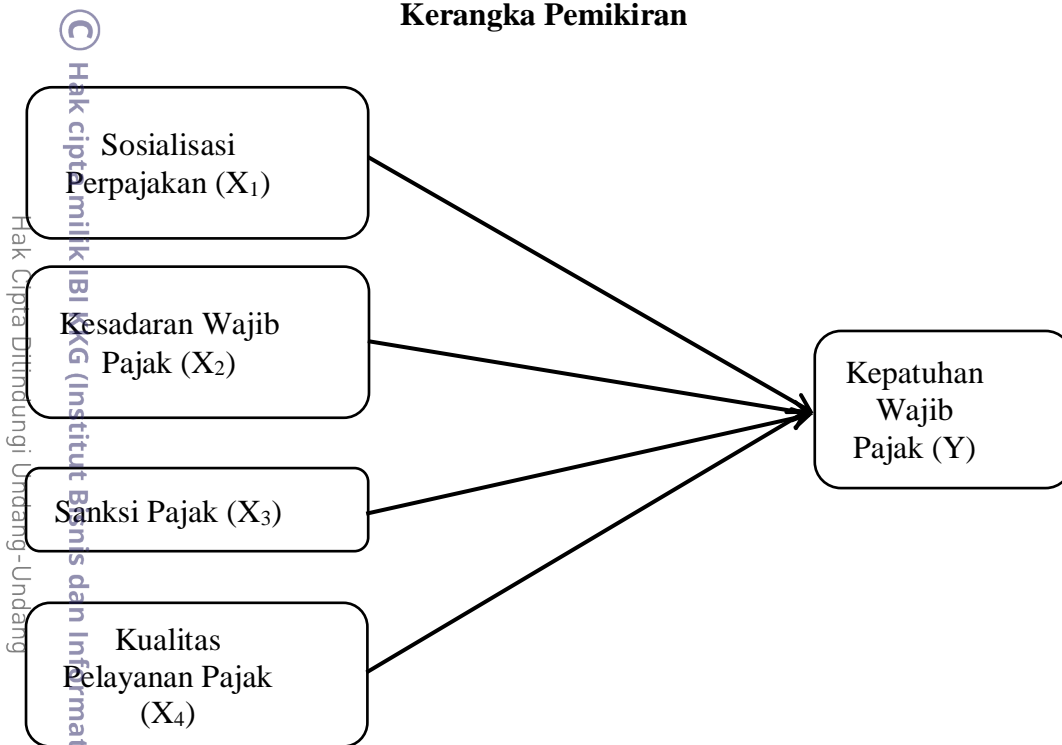 Kerangka Pemikiran
Sosialisasi
Perpajakan (X₁)
Kesadaran Wajib
Pajak (X₂)
Sanksi Pajak (X₃)
Kualitas
Pelayanan Pajak
(X₄)
Kepatuhan
Wajib
Pajak (Y)
© Hak cipta milik IBI KKG (Institut Bisnis dan Informat
Hak Cipta Dilindungi Undang-Undang